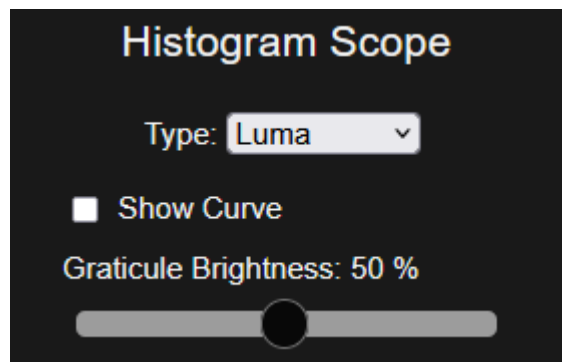 Histogram Scope
Type: Luma
Show Curve
Graticule Brightness: 50 %